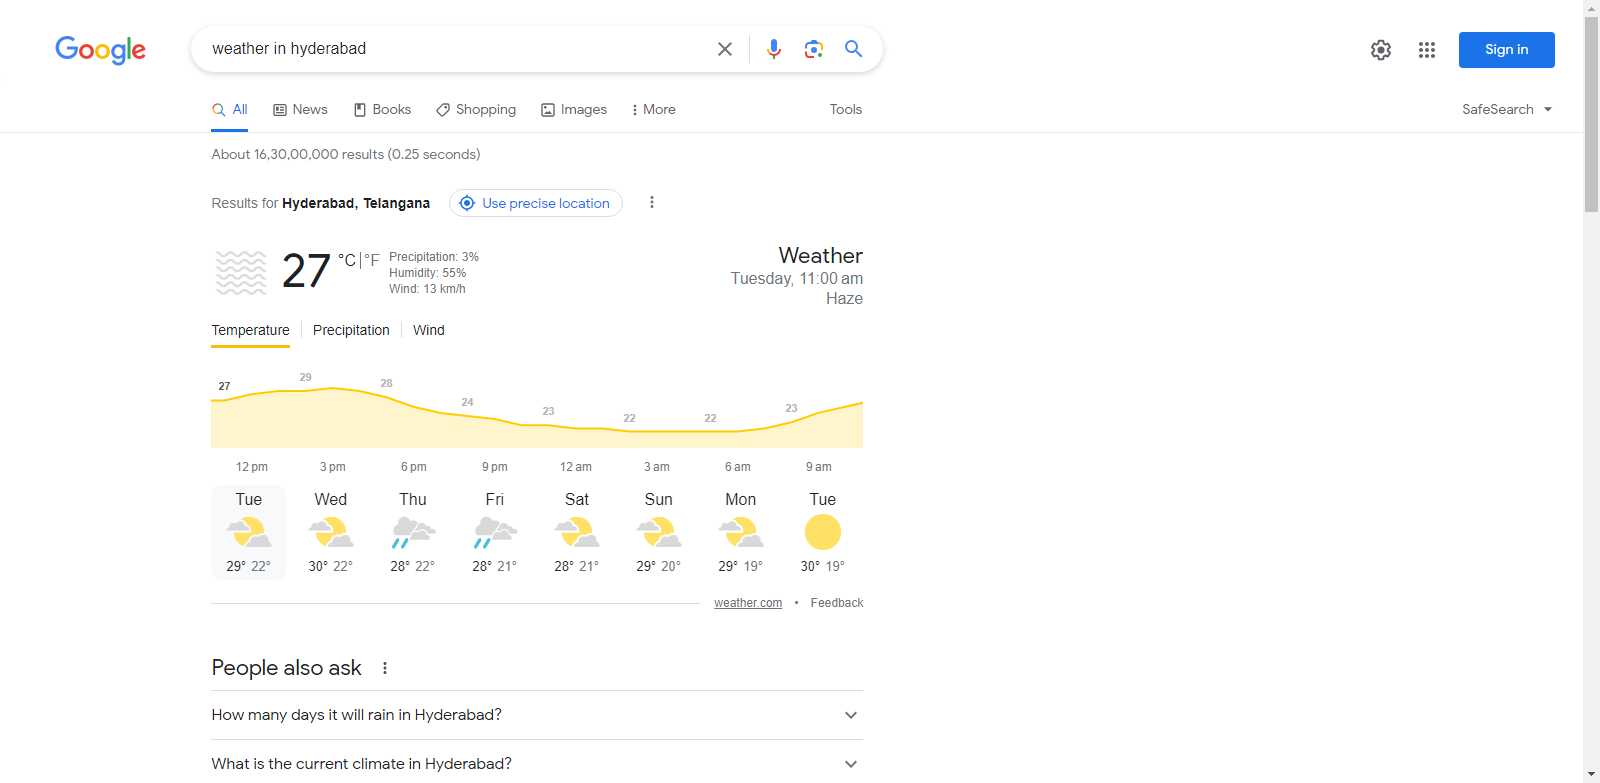 Google
weather in hyderabad
Sign in
All News Books Shopping Images More Tools SafeSearch
About 16,30,00,000 results (0.25 seconds)
Results for Hyderabad, Telangana Use precise location
27 °C | °F
Precipitation: 3%
Humidity: 55%
Wind: 13 km/h
Weather
Tuesday, 11:00 am
Haze
Temperature Precipitation Wind
27 29 28 24 23 22 22 23
12 pm 3 pm 6 pm 9 pm 12 am 3 am 6 am 9 am
Tue Wed Thu Fri Sat Sun Mon Tue
29° 22° 30° 22° 28° 22° 28° 21° 28° 21° 29° 20° 29° 19° 30° 19°
weather.com • Feedback
People also ask
How many days it will rain in Hyderabad?
What is the current climate in Hyderabad?